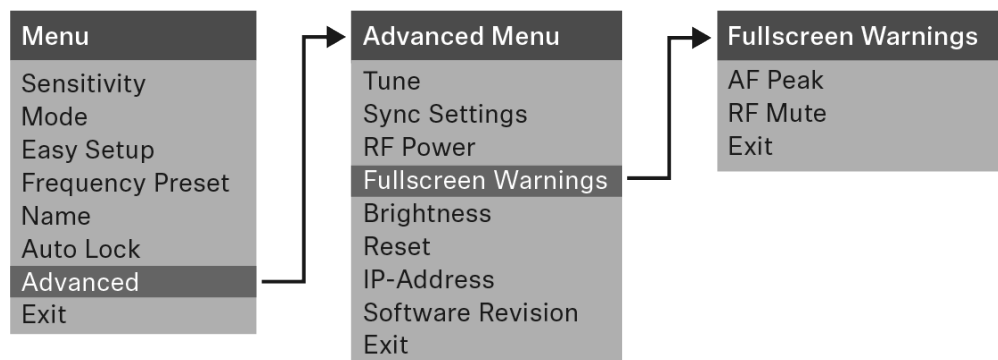 Menu
Sensitivity
Mode
Easy Setup
Frequency Preset
Name
Auto Lock
Advanced
Exit
Advanced Menu
Tune
Sync Settings
RF Power
Fullscreen Warnings
Brightness
Reset
IP-Address
Software Revision
Exit
Fullscreen Warnings
AF Peak
RF Mute
Exit